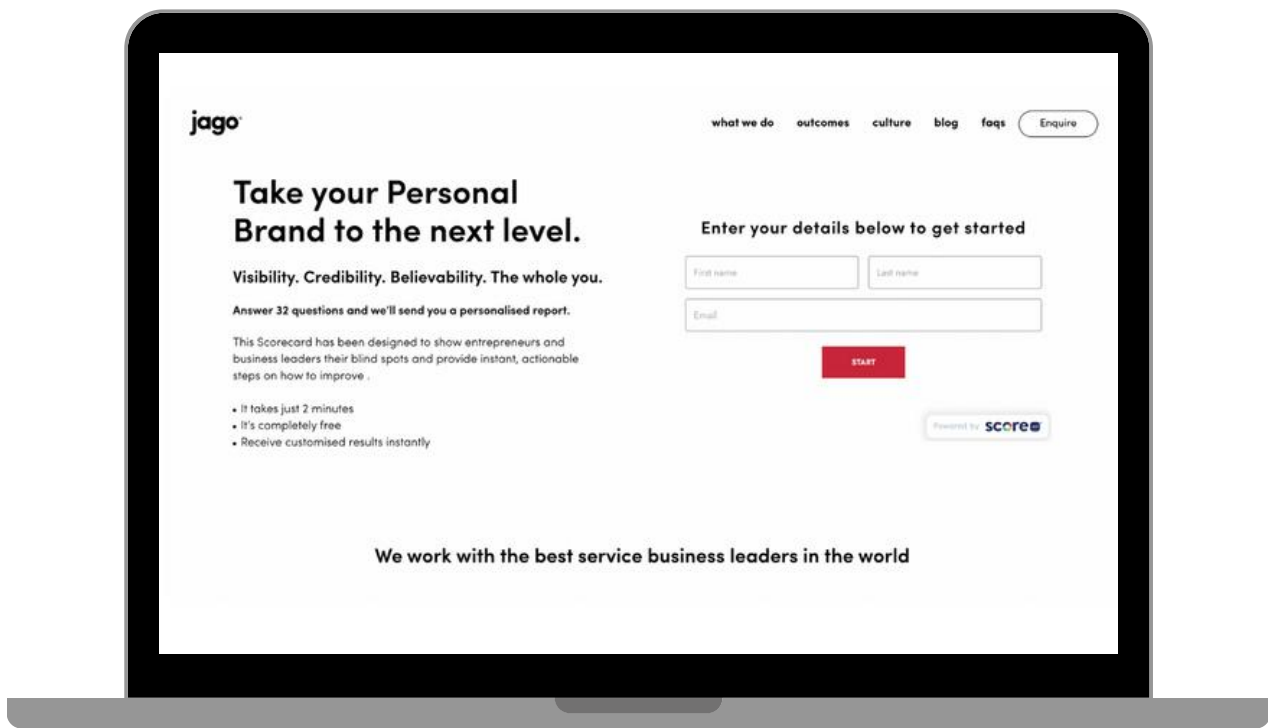 jago
what we do outcomes culture blog faqs Enquire
Take your Personal
Brand to the next level.
Visibility. Credibility. Believability. The whole you.
Answer 32 questions and we'll send you a personalised report.
This Scorecard has been designed to show entrepreneurs and
business leaders their blind spots and provide instant, actionable
steps on how to improve .
• It takes just 2 minutes
• It's completely free
• Receive customised results instantly
Enter your details below to get started
First name Last name
Email
START
Powered by score
We work with the best service business leaders in the world